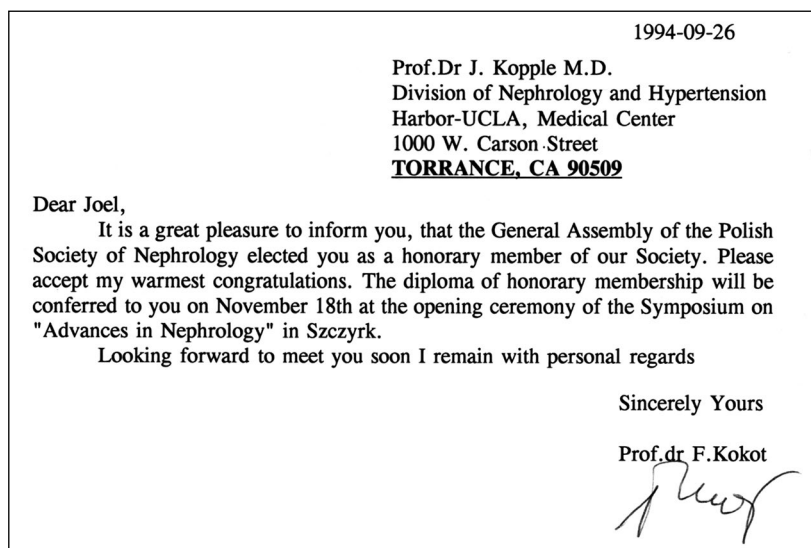 1994-09-26
Prof.Dr J. Kopple M.D.
Division of Nephrology and Hypertension
Harbor-UCLA, Medical Center
1000 W. Carson Street
TORRANCE, CA 90509
Dear Joel,
It is a great pleasure to inform you, that the General Assembly of the Polish
Society of Nephrology elected you as a honorary member of our Society. Please
accept my warmest congratulations. The diploma of honorary membership will be
conferred to you on November 18th at the opening ceremony of the Symposium on
"Advances in Nephrology" in Szczyrk.
Looking forward to meet you soon I remain with personal regards
Sincerely Yours
Prof.dr F.Kokot